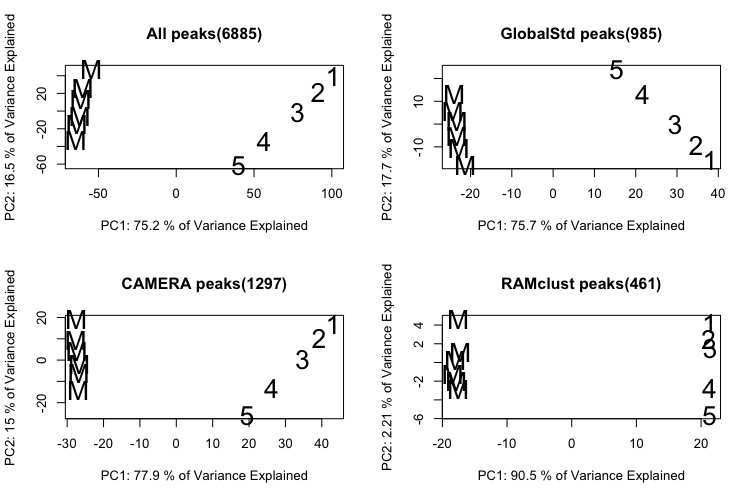 All peaks(6885)
PC2: 16.5 % of Variance Explained
20
-20
-60
M
M
M
M
M
1
2
3
4
5
-50 0 50 100
PC1: 75.2 % of Variance Explained
GlobalStd peaks(985)
PC2: 17.7 % of Variance Explained
10
-10
M
M
M
M
M
5
4
3
2
1
-20 -10 0 10 20 30 40
PC1: 75.7 % of Variance Explained
CAMERA peaks(1297)
PC2: 15 % of Variance Explained
20
0
-20
M
M
M
M
M
1
2
3
4
5
-30 -20 -10 0 10 20 30 40
PC1: 77.9 % of Variance Explained
RAMclust peaks(461)
PC2: 2.21 % of Variance Explained
4
2
-2
-6
M
M
M
M
M
1
2
3
4
5
-20 -10 0 10 20
PC1: 90.5 % of Variance Explained